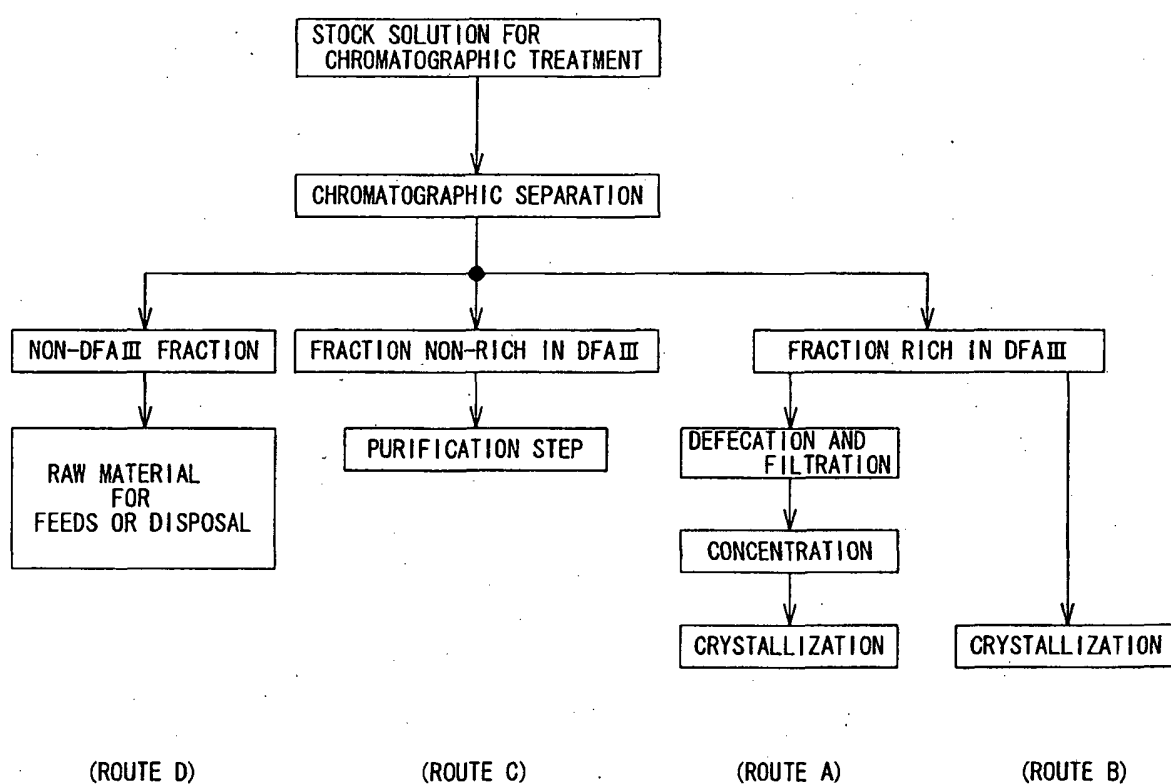 STOCK SOLUTION FOR
CHROMATOGRAPHIC TREATMENT
CHROMATOGRAPHIC SEPARATION
NON-DFAⅢ FRACTION
FRACTION NON-RICH IN DFAⅢ
FRACTION RICH IN DFAⅢ
RAW MATERIAL
FOR
FEEDS OR DISPOSAL
PURIFICATION STEP
DEFECATION AND
FILTRATION
CONCENTRATION
CRYSTALLIZATION
CRYSTALLIZATION
(ROUTE D)
(ROUTE C)
(ROUTE A)
(ROUTE B)